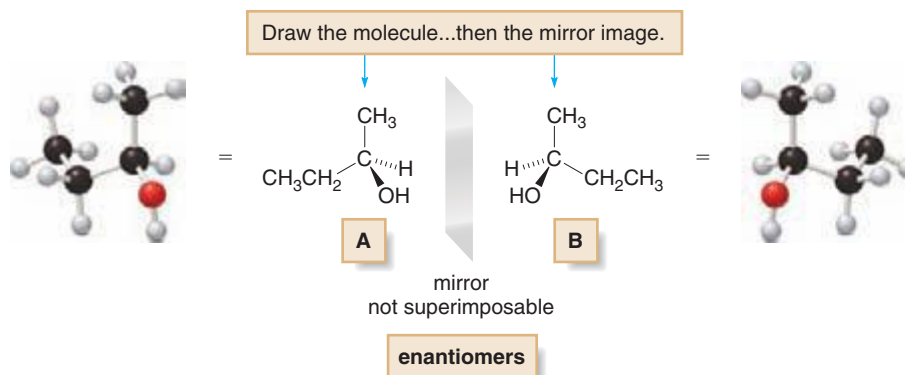 Draw the molecule...then the mirror image.
CH₃ CH₃
= C H H C =
CH₃CH₂ CH₂CH₃
OH HO
A B
mirror
not superimposable
enantiomers